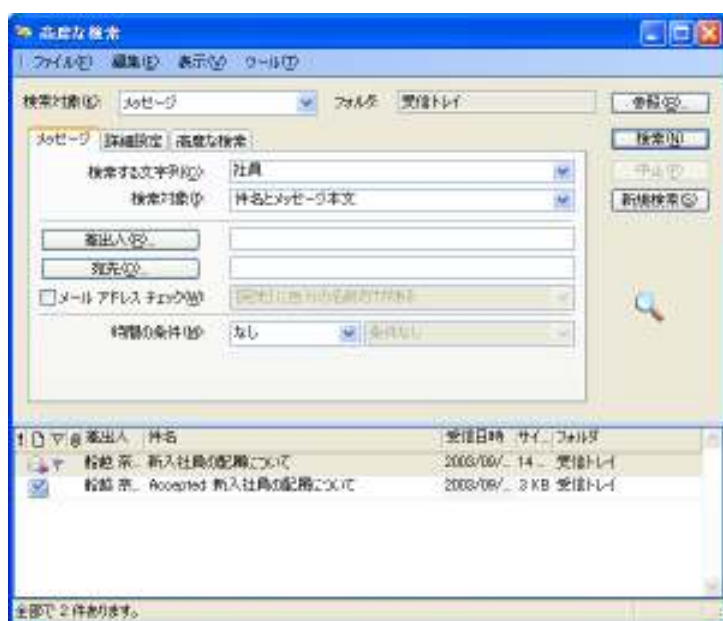 高度な検索
ファイル(F) 編集(E) 表示(V) ツール(T)
検索対象(K): メッセージ フォルダ 受信トレイ 参照(B)...
メッセージ 詳細設定 高度な検索 検索(N)
検索する文字列(C): 社員 中止(P)
検索対象(I): 件名とメッセージ本文 新規検索(S)
差出人(R)...
宛先(O)...
メール アドレス チェック(W)
時間の条件(M): なし 条件なし
! 差出人 件名 受信日時 サイ... フォルダ
新入社員の配属について 2003/09/... 14 ... 受信トレイ
Accepted: 新入社員の配属について 2003/09/... 3 KB 受信トレイ
全部で 2 件あります。